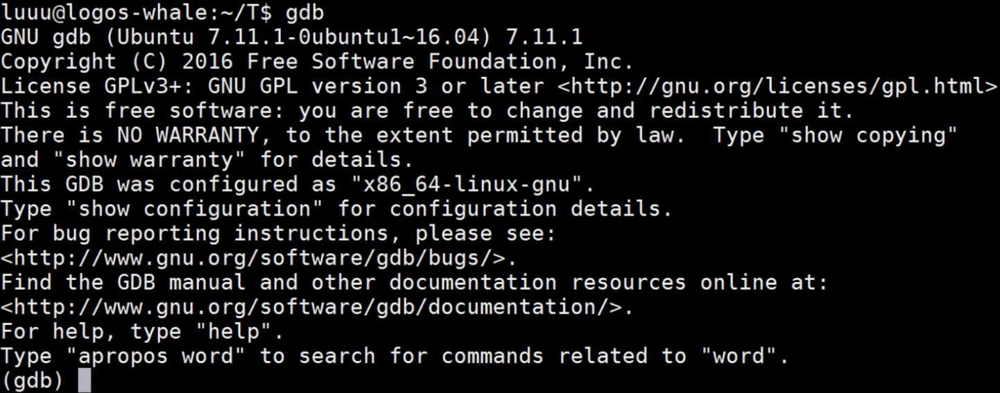 luuu@logos-whale:~/T$ gdb
GNU gdb (Ubuntu 7.11.1-0ubuntu1~16.04) 7.11.1
Copyright (C) 2016 Free Software Foundation, Inc.
License GPLv3+: GNU GPL version 3 or later <http://gnu.org/licenses/gpl.html>
This is free software: you are free to change and redistribute it.
There is NO WARRANTY, to the extent permitted by law.  Type "show copying"
and "show warranty" for details.
This GDB was configured as "x86_64-linux-gnu".
Type "show configuration" for configuration details.
For bug reporting instructions, please see:
<http://www.gnu.org/software/gdb/bugs/>.
Find the GDB manual and other documentation resources online at:
<http://www.gnu.org/software/gdb/documentation/>.
For help, type "help".
Type "apropos word" to search for commands related to "word".
(gdb)